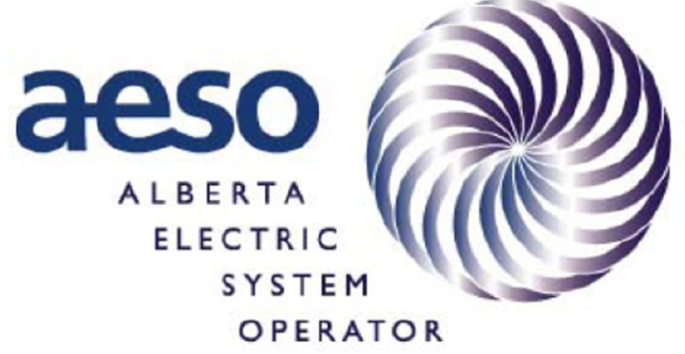 aeso
ALBERTA
ELECTRIC
SYSTEM
OPERATOR